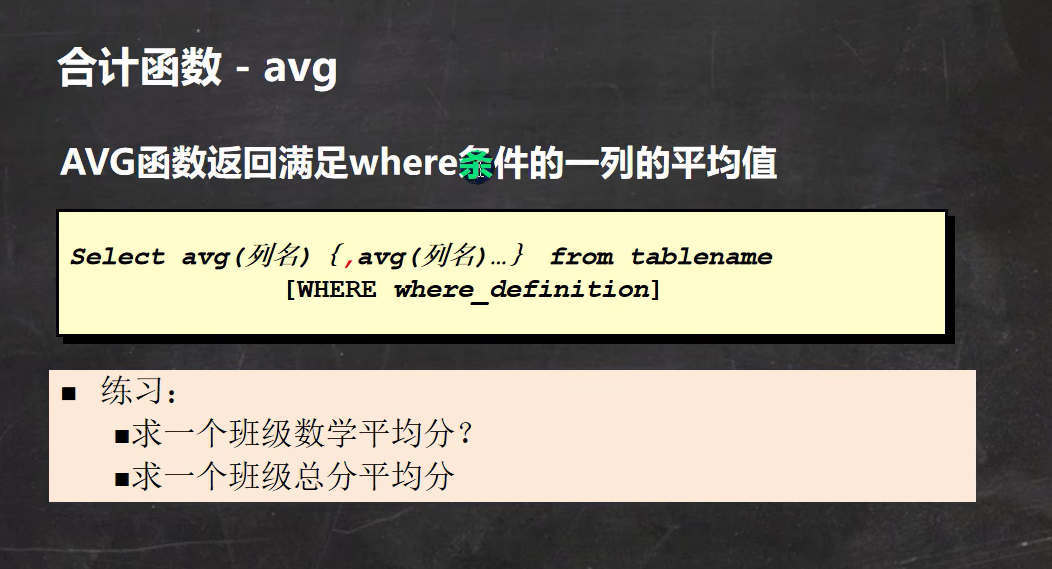 合计函数 - avg
AVG函数返回满足where条件的一列的平均值
Select avg(列名)｛,avg(列名)…｝ from tablename
[WHERE where_definition]
■ 练习：
■求一个班级数学平均分？
■求一个班级总分平均分